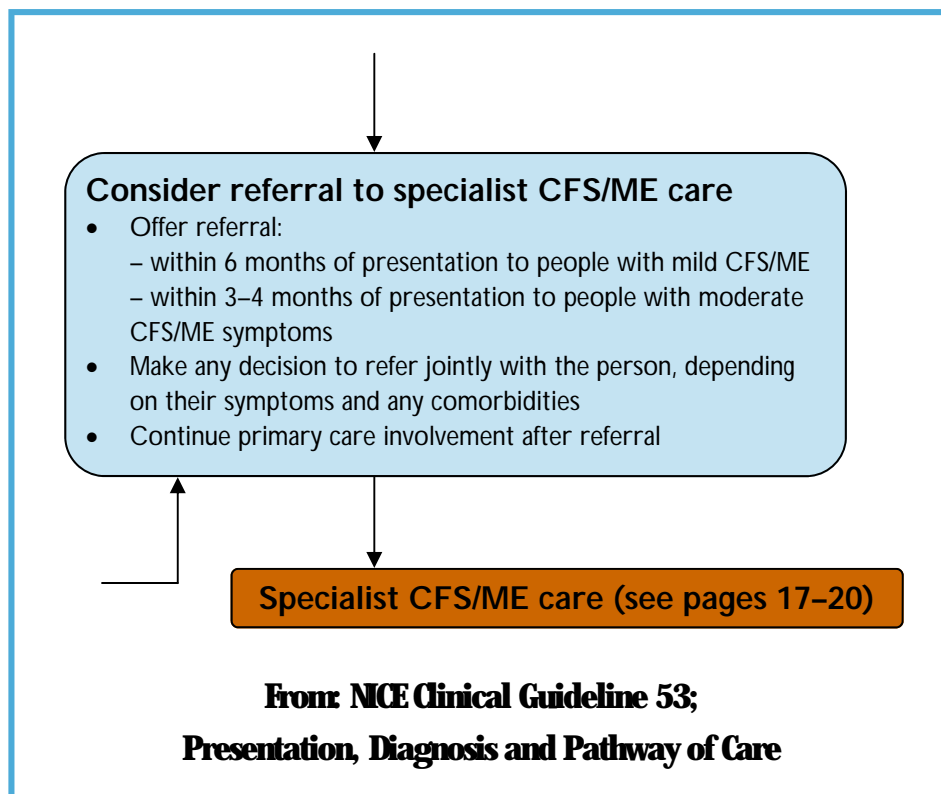 Consider referral to specialist CFS/ME care
• Offer referral:
– within 6 months of presentation to people with mild CFS/ME
– within 3–4 months of presentation to people with moderate
CFS/ME symptoms
• Make any decision to refer jointly with the person, depending
on their symptoms and any comorbidities
• Continue primary care involvement after referral
Specialist CFS/ME care (see pages 17–20)
From: NICE Clinical Guideline 53;
Presentation, Diagnosis and Pathway of Care